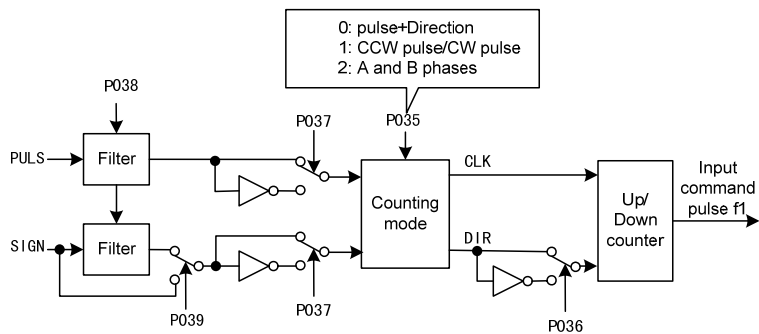 0: pulse+Direction
1: CCW pulse/CW pulse
2: A and B phases
P038
P037
P035
PULS
Filter
CLK
Input
command
pulse f1
Counting
mode
Up/
Down
counter
SIGN
Filter
DIR
P039
P037
P036